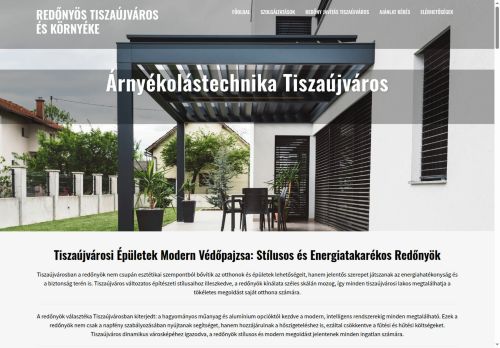 REDŐNYÖS TISZAÚJVÁROS
ÉS KÖRNYÉKE
FŐOLDAL SZOLGÁLTATÁSOK REDŐNY JAVÍTÁS TISZAÚJVÁROS AJÁNLAT KÉRÉS ELÉRHETŐSÉGEK
Árnyékolástechnika Tiszaújváros
Tiszaújvárosi Épületek Modern Védőpajzsa: Stílusos és Energiatakarékos Redőnyök
Tiszaújvárosban a redőnyök nem csupán esztétikai szempontból bővítik az otthonok és épületek lehetőségeit, hanem jelentős szerepet játszanak az energiahatékonyság és
a biztonság terén is. Tiszaújváros változatos építészeti stílusaihoz illeszkedve, a redőnyök kínálata széles skálán mozog, így minden tiszaújvárosi lakos megtalálhatja a
tökéletes megoldást saját otthona számára.
A redőnyök választéka Tiszaújvárosban kiterjedt: a hagyományos műanyag és alumínium opcióktól kezdve a modern, intelligens rendszerekig minden megtalálható. Ezek a
redőnyök nem csak a napfény szabályozásában nyújtanak segítséget, hanem hozzájárulnak a hőszigeteléshez is, ezáltal csökkentve a fűtési és hűtési költségeket.
Tiszaújváros dinamikus városképéhez igazodva, a redőnyök stílusos és modern megoldást jelentenek minden ingatlan számára.